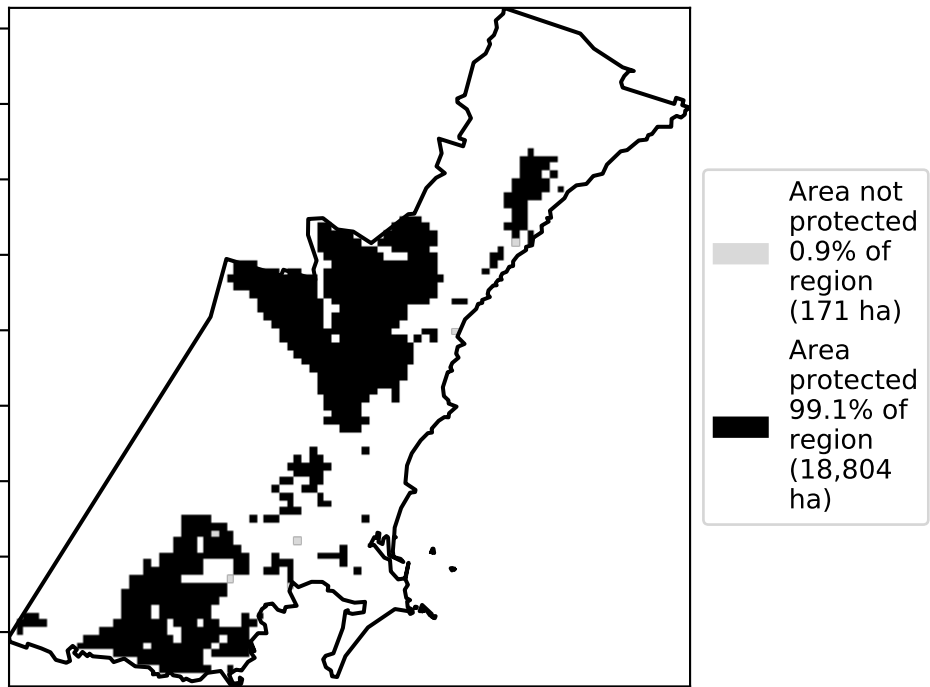 Area not
protected
0.9% of
region
(171 ha)
Area
protected
99.1% of
region
(18,804
ha)